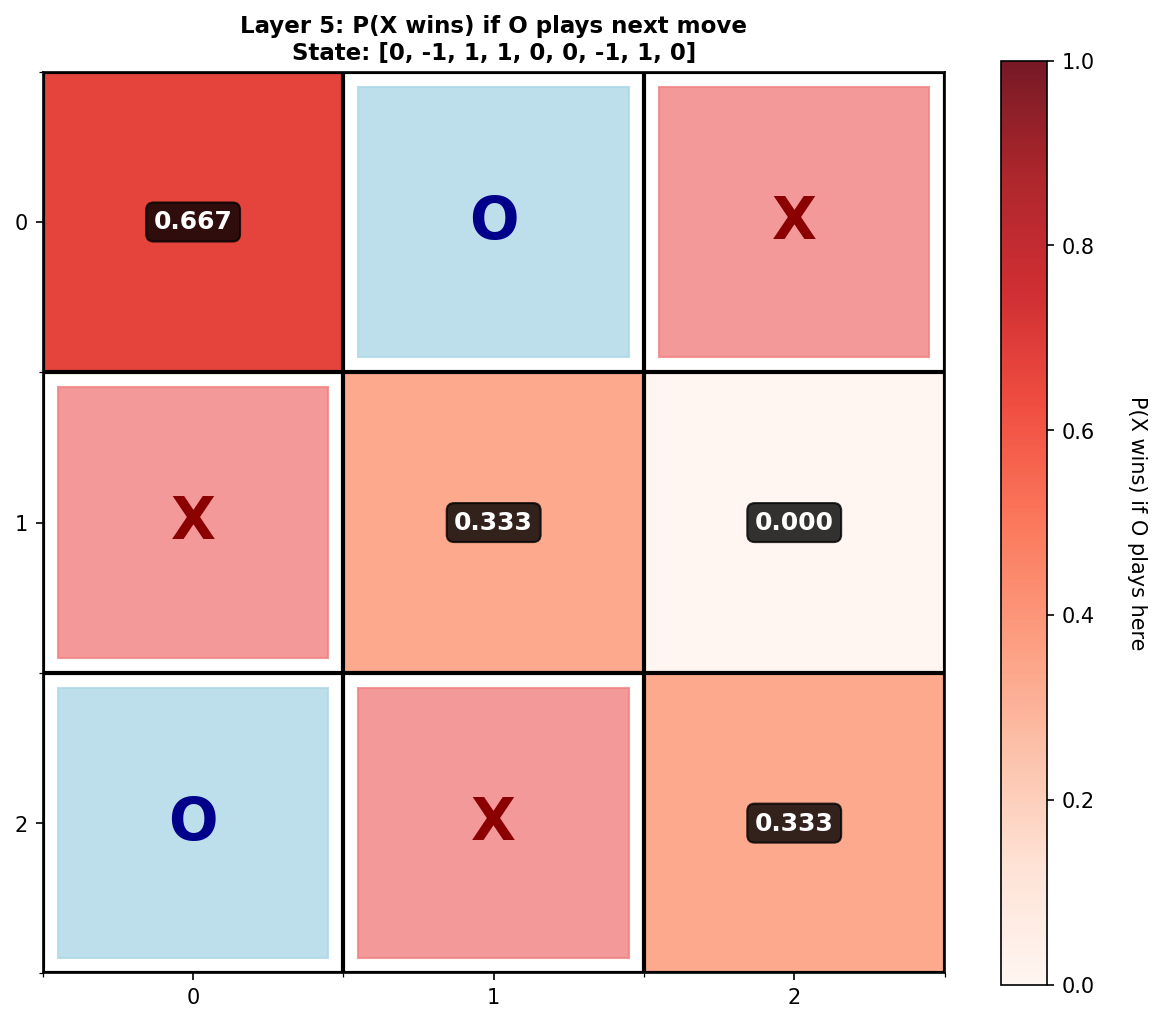 Layer 5: P(X wins) if O plays next move
State: [0, -1, 1, 1, 0, 0, -1, 1, 0]
0
0.667
O
X
1
X
0.333
0.000
2
O
X
0.333
0
1
2
1.0
0.8
0.6
0.4
0.2
0.0
P(X wins) if O plays here